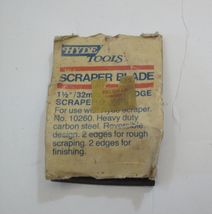 HYDE
TOOLS
SCRAPER BLADE
1½"/32mm EDGE
SCRAPE
For use with Hyde scraper.
No. 10260. Heavy duty
carbon steel. Reversible
design. 2 edges for rough
scraping. 2 edges for
finishing.